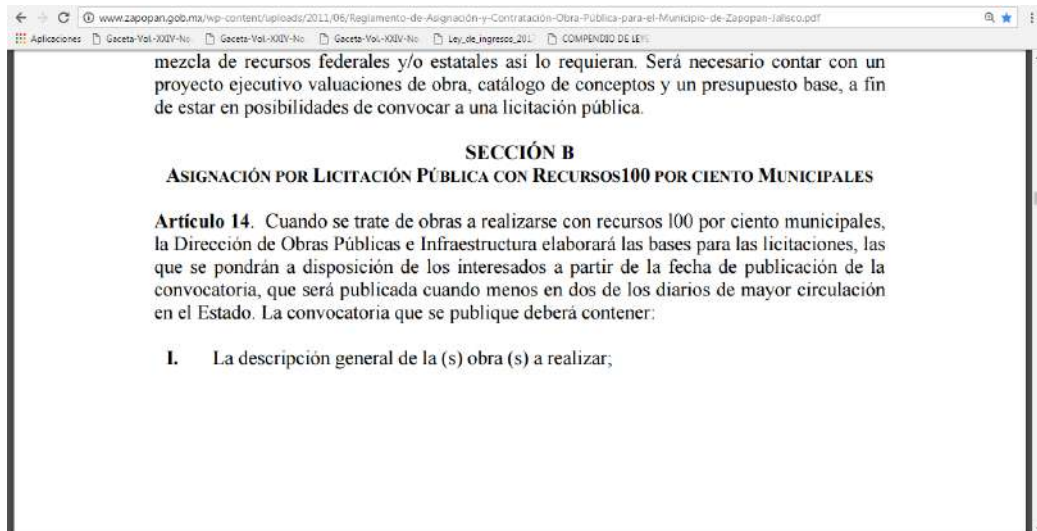 www.zapopan.gob.mx/wp-content/uploads/2011/06/Reglamento-de-Asignación-y-Contratación-Obra-Pública-para-el-Municipio-de-Zapopan-Jalisco.pdf
Aplicaciones Gaceta-Vol.-XXIV-No Gaceta-Vol.-XXIV-No Gaceta-Vol.-XXIV-No Ley_de_ingresos_201 COMPENDIO DE LEYE
mezcla de recursos federales y/o estatales así lo requieran. Será necesario contar con un
proyecto ejecutivo valuaciones de obra, catálogo de conceptos y un presupuesto base, a fin
de estar en posibilidades de convocar a una licitación pública.
SECCIÓN B
ASIGNACIÓN POR LICITACIÓN PÚBLICA CON RECURSOS100 POR CIENTO MUNICIPALES
Artículo 14. Cuando se trate de obras a realizarse con recursos l00 por ciento municipales,
la Dirección de Obras Públicas e Infraestructura elaborará las bases para las licitaciones, las
que se pondrán a disposición de los interesados a partir de la fecha de publicación de la
convocatoria, que será publicada cuando menos en dos de los diarios de mayor circulación
en el Estado. La convocatoria que se publique deberá contener:
I. La descripción general de la (s) obra (s) a realizar;